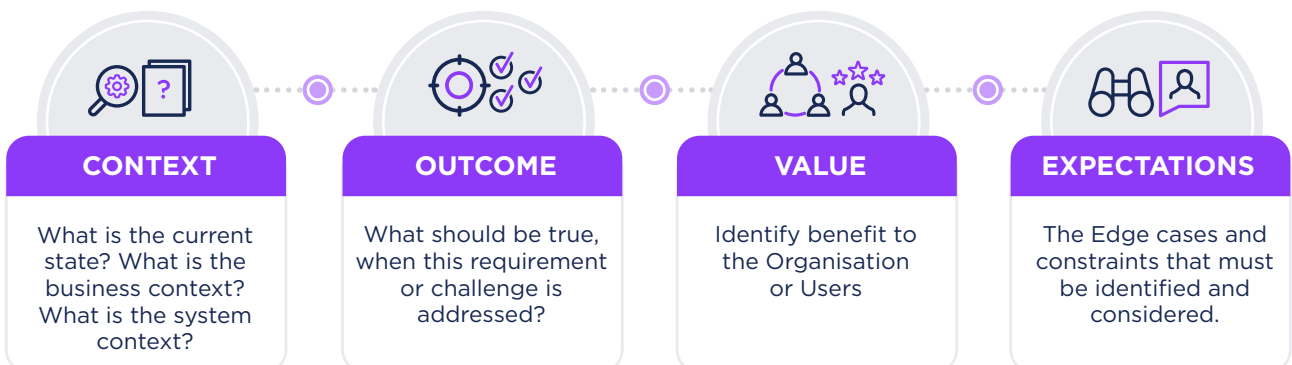 ?
CONTEXT
What is the current
state? What is the
business context?
What is the system
context?
OUTCOME
What should be true,
when this requirement
or challenge is
addressed?
VALUE
Identify benefit to
the Organisation
or Users
EXPECTATIONS
The Edge cases and
constraints that must
be identified and
considered.